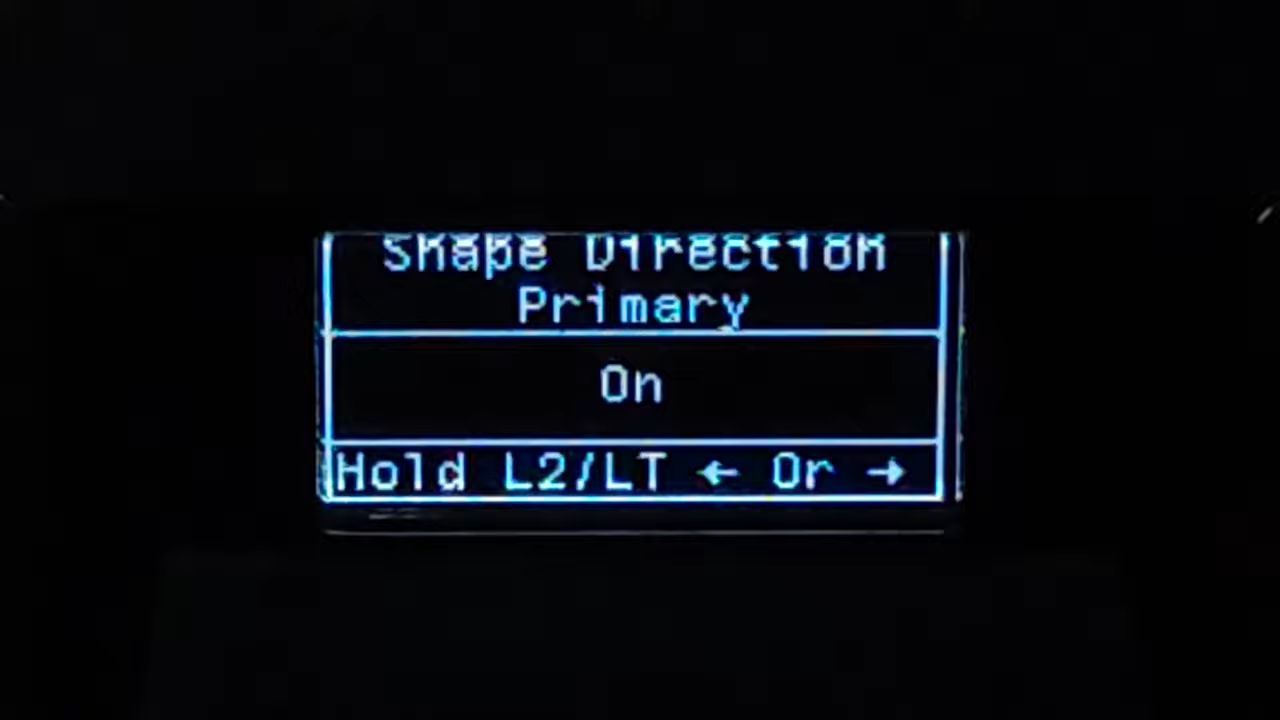 Shape Direction
Primary
On
Hold L2/LT ← Or →